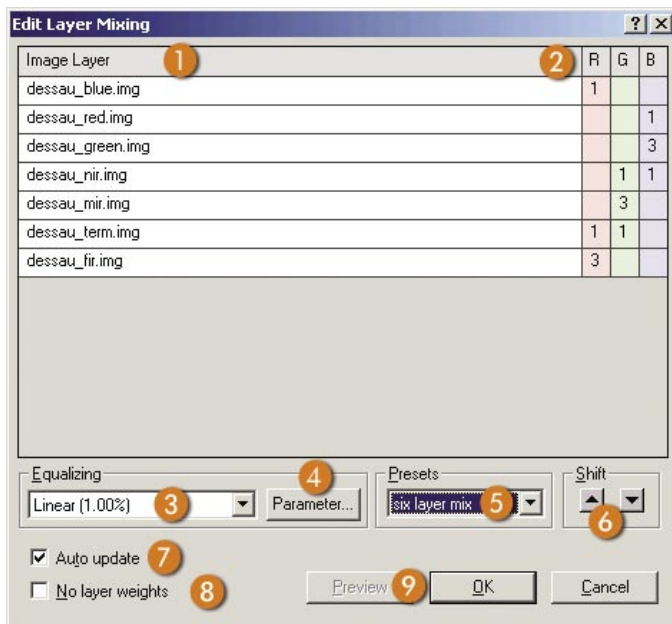 Edit Layer Mixing ? X
Image Layer 1 2 R G B
dessau_blue.img 1
dessau_red.img 1
dessau_green.img 3
dessau_nir.img 1 1
dessau_mir.img 3
dessau_term.img 1 1
dessau_fir.img 3
Equalizing 4 Presets Shift
Linear (1.00%) 3 Parameter... six layer mix 5 6
Auto update 7
No layer weights 8 Preview 9 OK Cancel